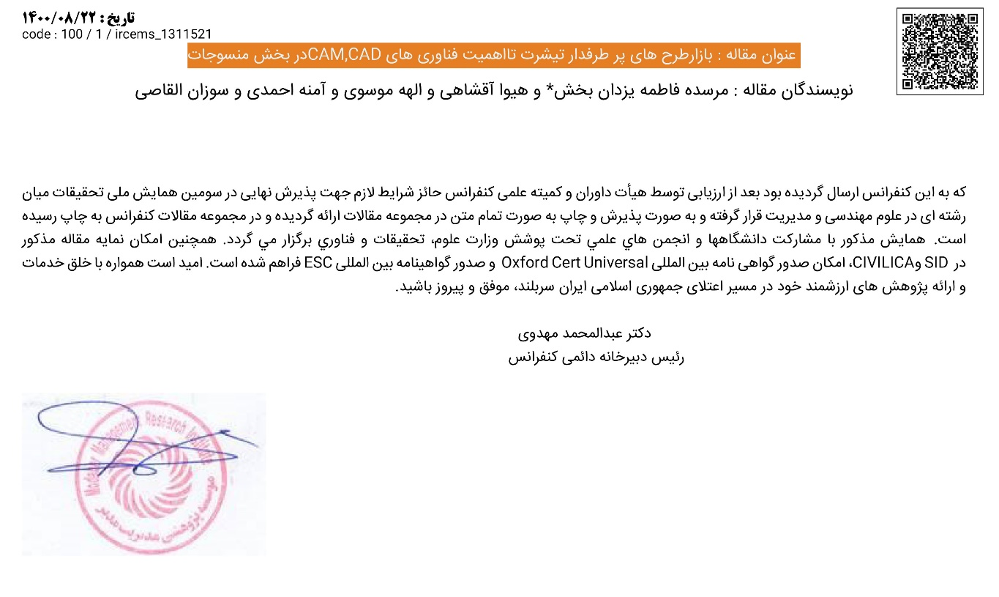 تاریخ : ۱۴۰۰/۰۸/۲۲
code : 100 / 1 / ircems_1311521
عنوان مقاله : بازارطرح های پر طرفدار تیشرت تااهمیت فناوری های CAM,CADدر بخش منسوجات
نویسندگان مقاله : مرسده فاطمه یزدان بخش* و هیوا آقشاهی و الهه موسوی و آمنه احمدی و سوزان القاصی
که به این کنفرانس ارسال گردیده بود بعد از ارزیابی توسط هیأت داوران و کمیته علمی کنفرانس حائز شرایط لازم جهت پذیرش نهایی در سومین همایش ملی تحقیقات میان
رشته ای در علوم مهندسی و مدیریت قرار گرفته و به صورت پذیرش و چاپ به صورت تمام متن در مجموعه مقالات ارائه گردیده و در مجموعه مقالات کنفرانس به چاپ رسیده
است. همایش مذکور با مشارکت دانشگاهها و انجمن هاي علمي تحت پوشش وزارت علوم، تحقیقات و فناوري برگزار مي گردد. همچنین امکان نمایه مقاله مذکور
در SID وCIVILICA، امکان صدور گواهی نامه بین المللی Oxford Cert Universal و صدور گواهینامه بین المللی ESC فراهم شده است. امید است همواره با خلق خدمات
و ارائه پژوهش های ارزشمند خود در مسیر اعتلای جمهوری اسلامی ایران سربلند، موفق و پیروز باشید.
دکتر عبدالمحمد مهدوی
رئیس دبیرخانه دائمی کنفرانس
Modabber Management Research Institute
موسسه پژوهشی مدیریت مدبر